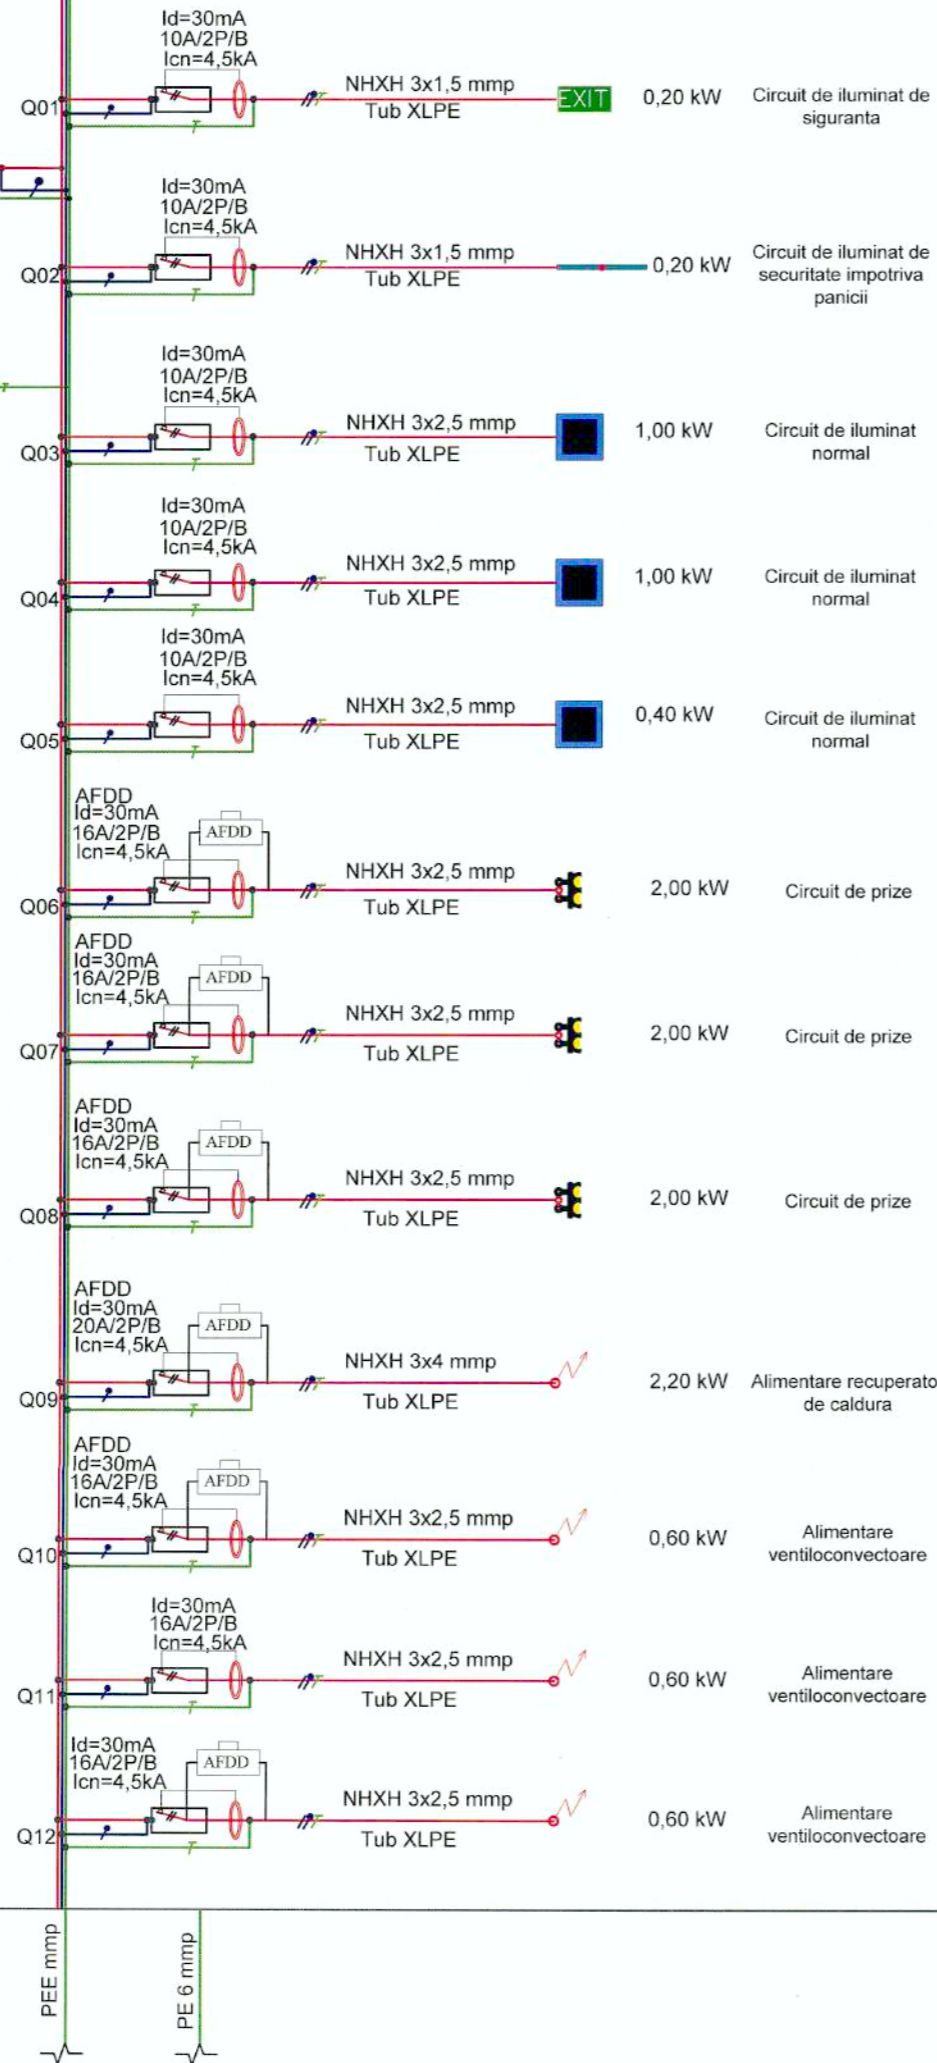 Id=30mA
10A/2P/B
Icn=4,5kA
Q01
NHXH 3x1,5 mmp
Tub XLPE
EXIT
0,20 kW
Circuit de iluminat de
siguranta
Id=30mA
10A/2P/B
Icn=4,5kA
Q02
NHXH 3x1,5 mmp
Tub XLPE
0,20 kW
Circuit de iluminat de
securitate impotriva
panicii
Id=30mA
10A/2P/B
Icn=4,5kA
Q03
NHXH 3x2,5 mmp
Tub XLPE
1,00 kW
Circuit de iluminat
normal
Id=30mA
10A/2P/B
Icn=4,5kA
Q04
NHXH 3x2,5 mmp
Tub XLPE
1,00 kW
Circuit de iluminat
normal
Id=30mA
10A/2P/B
Icn=4,5kA
Q05
NHXH 3x2,5 mmp
Tub XLPE
0,40 kW
Circuit de iluminat
normal
AFDD
Id=30mA
16A/2P/B
Icn=4,5kA
AFDD
Q06
NHXH 3x2,5 mmp
Tub XLPE
2,00 kW
Circuit de prize
AFDD
Id=30mA
16A/2P/B
Icn=4,5kA
AFDD
Q07
NHXH 3x2,5 mmp
Tub XLPE
2,00 kW
Circuit de prize
AFDD
Id=30mA
16A/2P/B
Icn=4,5kA
AFDD
Q08
NHXH 3x2,5 mmp
Tub XLPE
2,00 kW
Circuit de prize
AFDD
Id=30mA
20A/2P/B
Icn=4,5kA
AFDD
Q09
NHXH 3x4 mmp
Tub XLPE
2,20 kW
Alimentare recuperato
de caldura
AFDD
Id=30mA
16A/2P/B
Icn=4,5kA
AFDD
Q10
NHXH 3x2,5 mmp
Tub XLPE
0,60 kW
Alimentare
ventiloconvectoare
Id=30mA
16A/2P/B
Icn=4,5kA
Q11
NHXH 3x2,5 mmp
Tub XLPE
0,60 kW
Alimentare
ventiloconvectoare
Id=30mA
16A/2P/B
Icn=4,5kA
AFDD
Q12
NHXH 3x2,5 mmp
Tub XLPE
0,60 kW
Alimentare
ventiloconvectoare
PEE mmp
PE 6 mmp